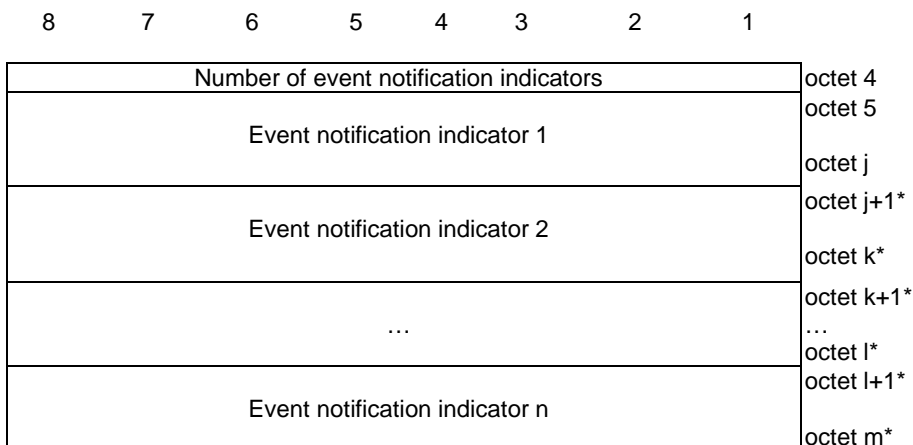 8 7 6 5 4 3 2 1
Number of event notification indicators octet 4
octet 5
Event notification indicator 1
octet j
octet j+1*
Event notification indicator 2
octet k*
octet k+1*
… …
octet l*
octet l+1*
Event notification indicator n
octet m*